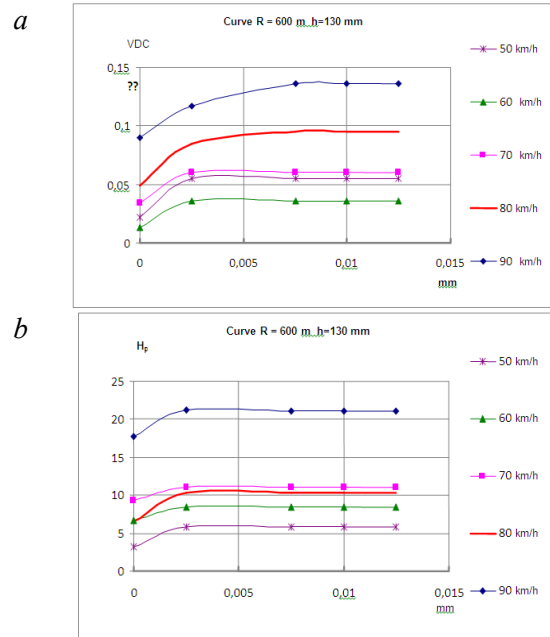 a
Curve R = 600 m h=130 mm
VDC
??
0,15
0,1
0,05
0
0
0,005
0,01
0,015
mm
50 km/h
60 km/h
70 km/h
80 km/h
90 km/h
b
Curve R = 600 m h=130 mm
Hp
25
20
15
10
5
0
0
0,005
0,01
0,015
mm
50 km/h
60 km/h
70 km/h
80 km/h
90 km/h